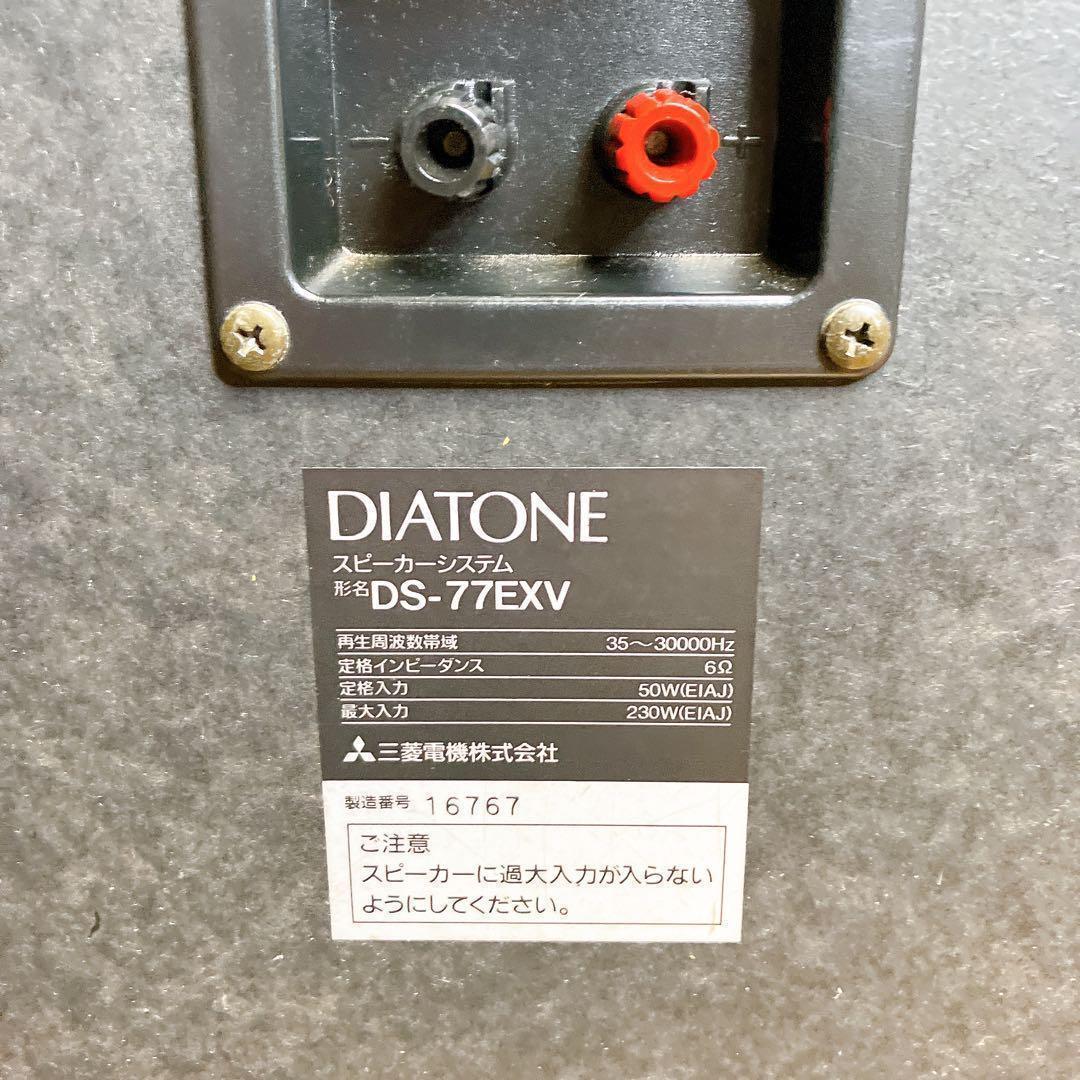 − +
DIATONE
スピーカーシステム
形名DS-77EXV
再生周波数帯域 35～30000Hz
定格インピーダンス 6Ω
定格入力 50W(EIAJ)
最大入力 230W(EIAJ)
三菱電機株式会社
製造番号 16767
ご注意
スピーカーに過大入力が入らない
ようにしてください。